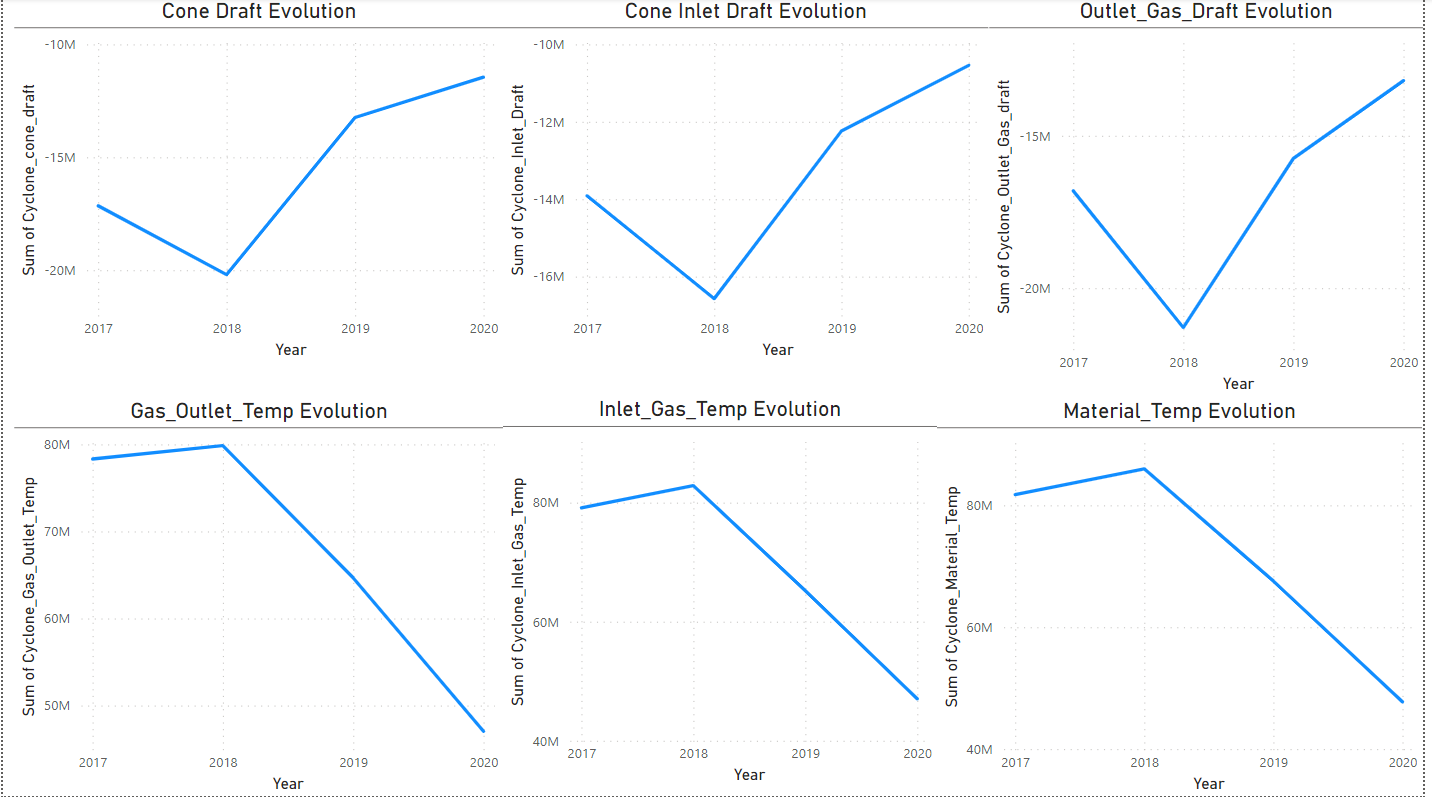 Cone Draft Evolution
-10M
-15M
-20M
Sum of Cyclone_cone_draft
2017 2018 2019 2020
Year
Cone Inlet Draft Evolution
-10M
-12M
-14M
-16M
Sum of Cyclone_Inlet_Draft
2017 2018 2019 2020
Year
Outlet_Gas_Draft Evolution
-15M
-20M
Sum of Cyclone_Outlet_Gas_draft
2017 2018 2019 2020
Year
Gas_Outlet_Temp Evolution
80M
70M
60M
50M
Sum of Cyclone_Gas_Outlet_Temp
2017 2018 2019 2020
Year
Inlet_Gas_Temp Evolution
80M
60M
40M
Sum of Cyclone_Inlet_Gas_Temp
2017 2018 2019 2020
Year
Material_Temp Evolution
80M
60M
40M
Sum of Cyclone_Material_Temp
2017 2018 2019 2020
Year